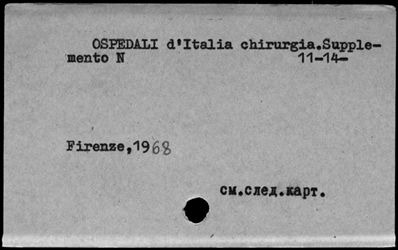 OSPEDALI d'Italia chirurgia.Supple-
mento N 11-14-
Firenze,1968
см.след.карт.